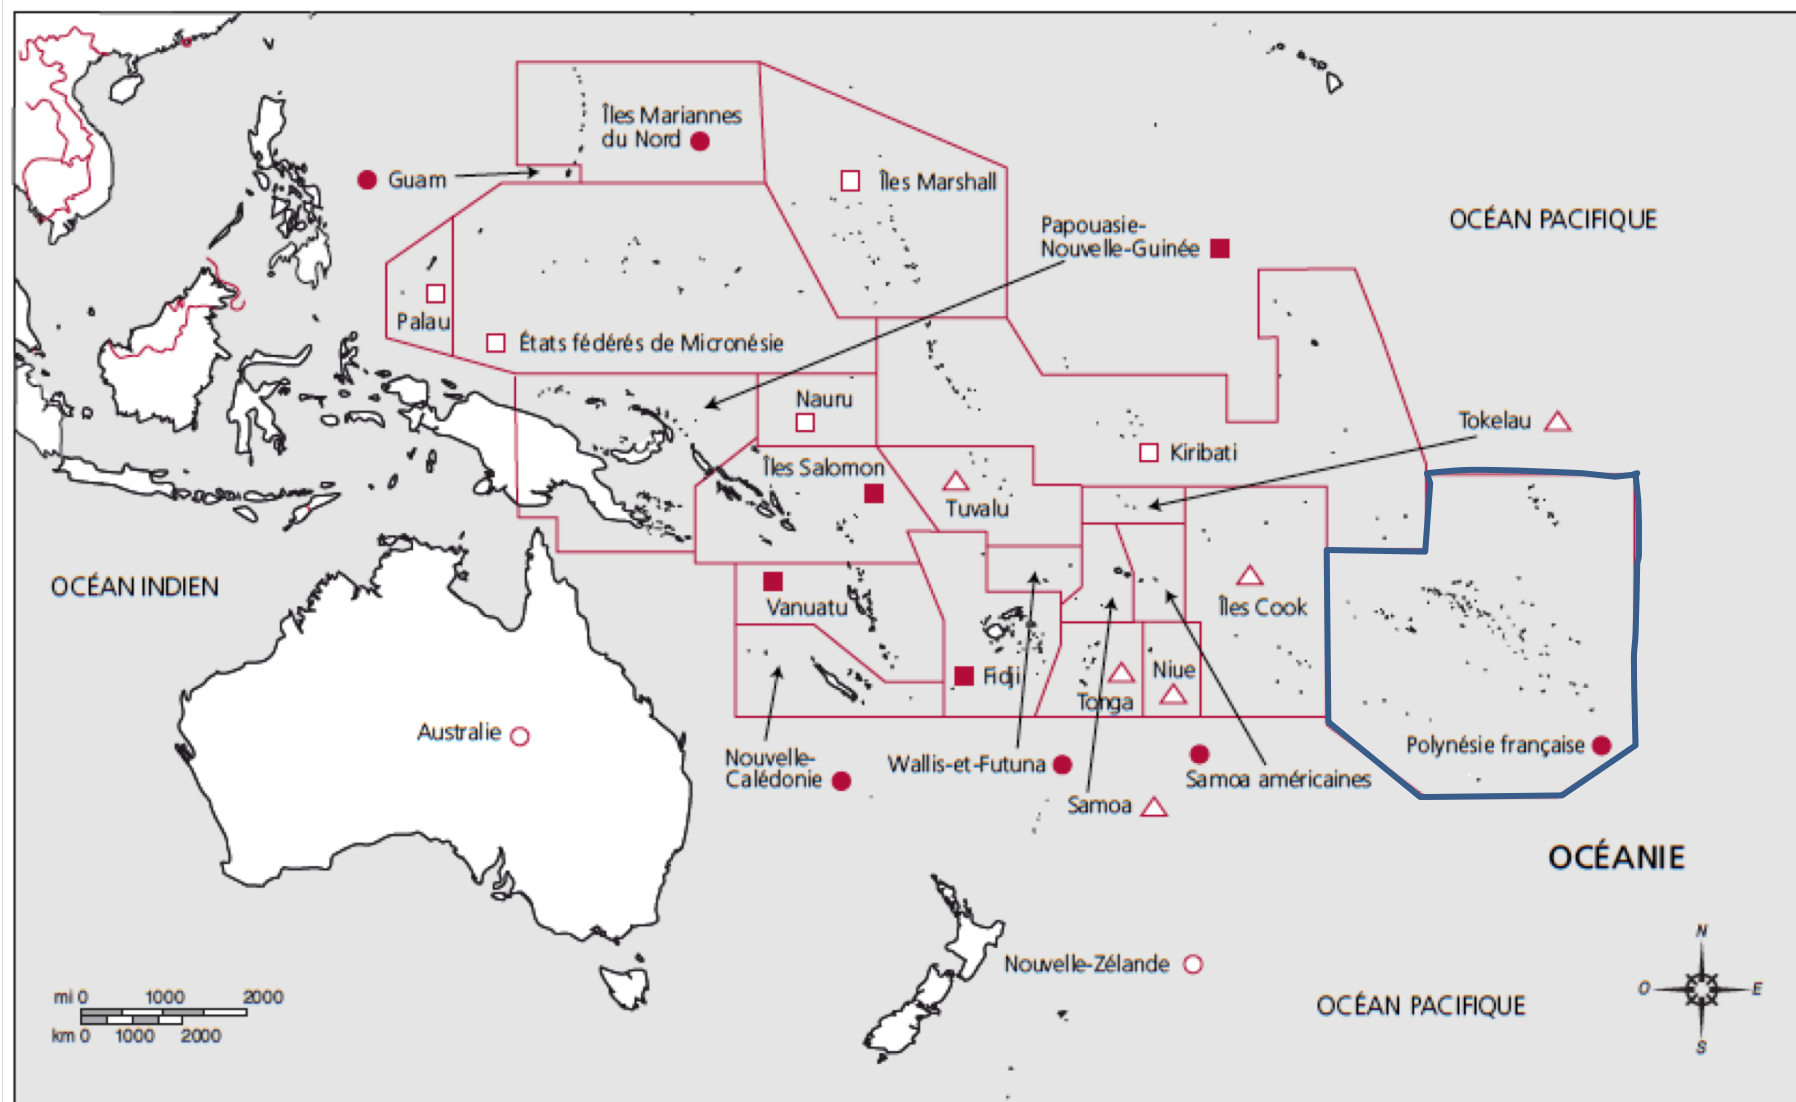 Îles Mariannes
du Nord
Guam
Îles Marshall
Papouasie-
Nouvelle-Guinée
OCÉAN PACIFIQUE
Palau
États fédérés de Micronésie
Nauru
Tokelau
Kiribati
Îles Salomon
Tuvalu
OCÉAN INDIEN
Vanuatu
Îles Cook
Fidji
Tonga
Niue
Australie
Nouvelle-
Calédonie
Wallis-et-Futuna
Samoa
Samoa américaines
Polynésie française
OCÉANIE
Nouvelle-Zélande
OCÉAN PACIFIQUE
mi 0 1000 2000
km 0 1000 2000
N
O E
S